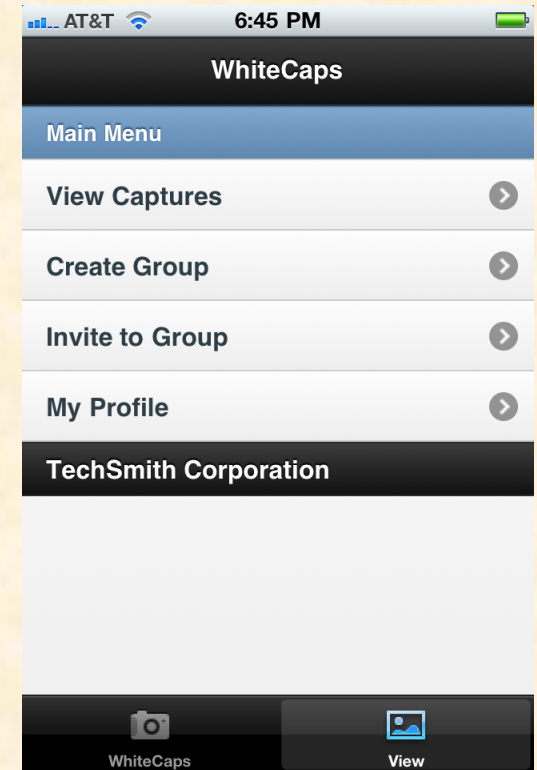 AT&T 6:45 PM
WhiteCaps
Main Menu
View Captures
Create Group
Invite to Group
My Profile
TechSmith Corporation
WhiteCaps View